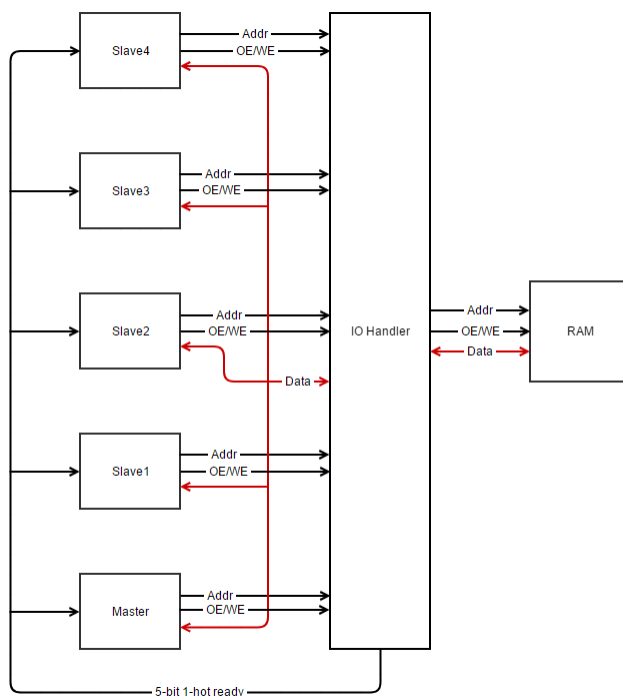 Addr
Slave4
OE/WE
Addr
Slave3
OE/WE
Addr
Slave2
OE/WE
IO Handler
Addr
OE/WE
RAM
Data
Data
Addr
Slave1
OE/WE
Addr
Master
OE/WE
5-bit 1-hot ready